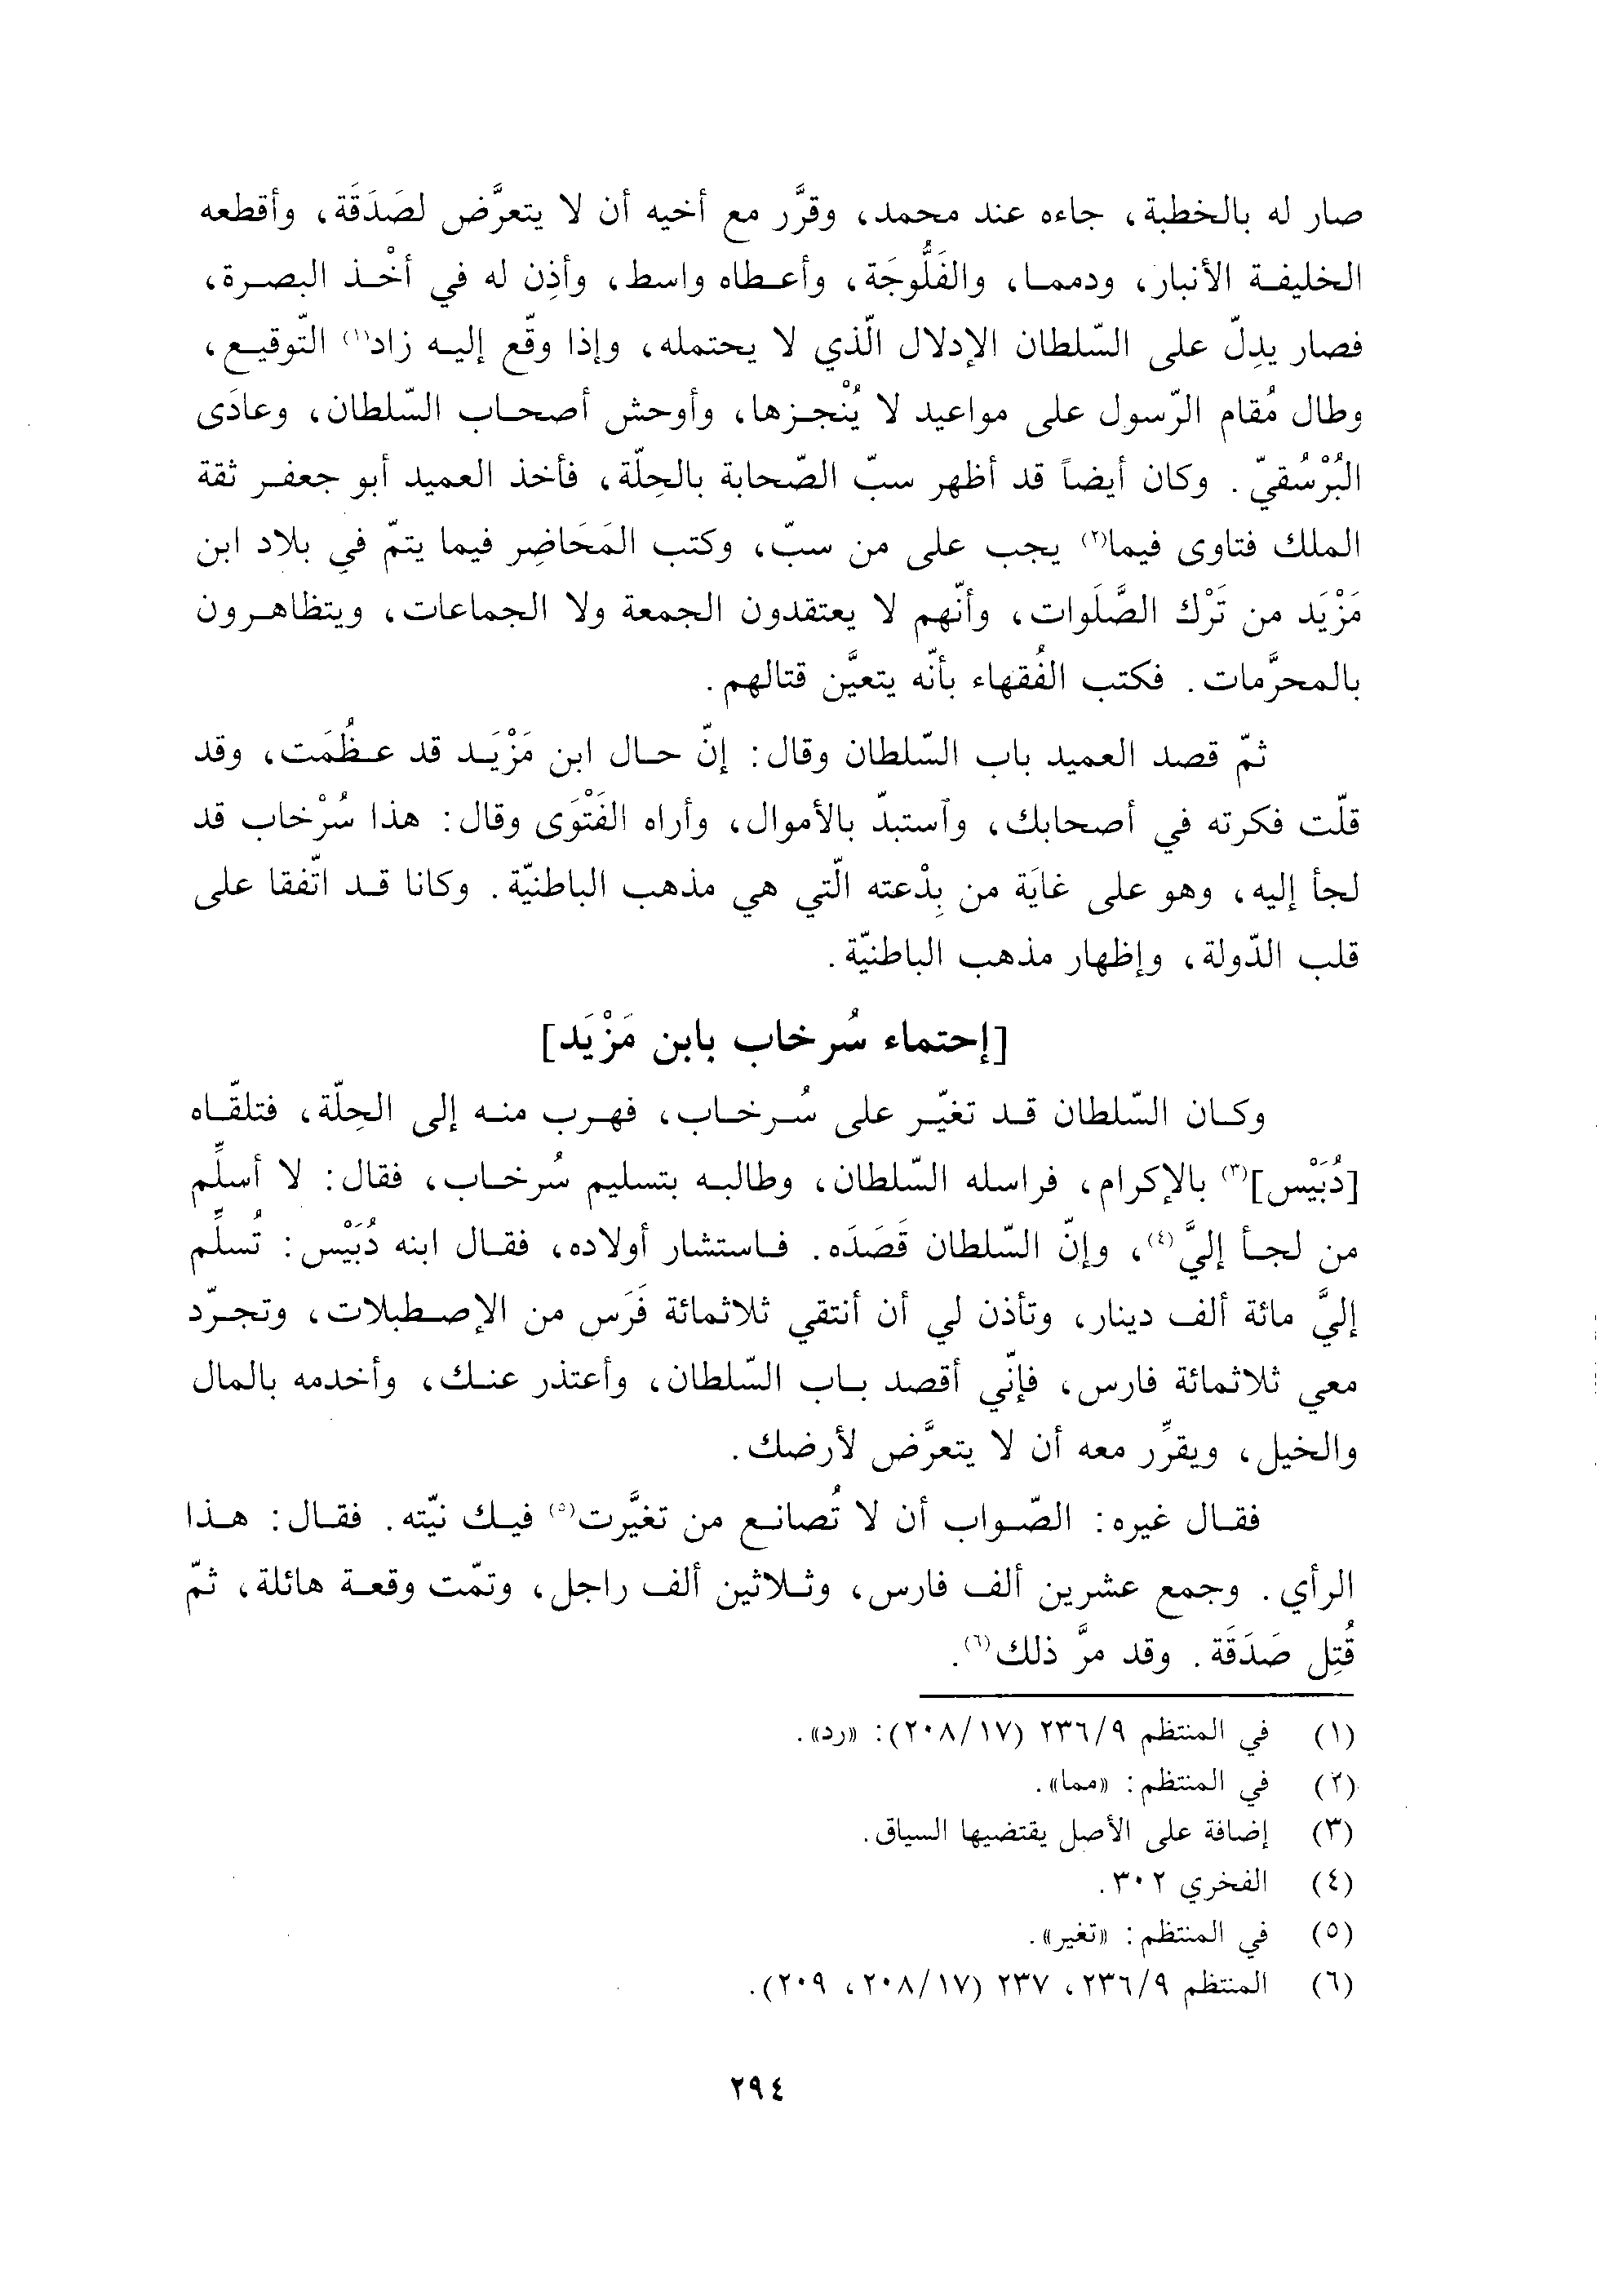 صار له بالخطبة، جاءه عند محمد، وقرَّر مع أخيه أن لا يتعرَّض لصَدَقَة، وأقطعه
الخليفة الأنبار، ودمما، والفَلُّوجَة، وأعطاه واسط، وأذِن له في أخْذ البصرة،
فصار يدِلّ على السّلطان الإدلال الّذي لا يحتمله، وإذا وقّع إليه زاد(١) التّوقيع،
وطال مُقام الرّسول على مواعيد لا يُنْجزها، وأوحش أصحاب السّلطان، وعادَى
البُرْسُقيّ. وكان أيضاً قد أظهر سبّ الصّحابة بالحِلّة، فأخذ العميد أبو جعفر ثقة
الملك فتاوى فيما(٢) يجب على من سبّ، وكتب المَحَاضِر فيما يتمّ في بلاد ابن
مَزْيَد من تَرْك الصَّلَوات، وأنّهم لا يعتقدون الجمعة ولا الجماعات، ويتظاهرون
بالمحرَّمات. فكتب الفُقهاء بأنّه يتعيَّن قتالهم.
ثمّ قصد العميد باب السّلطان وقال: إنّ حال ابن مَزْيَد قد عظُمَت، وقد
قلّت فكرته في أصحابك، وٱستبدّ بالأموال، وأراه الفَتْوَى وقال: هذا سُرْخاب قد
لجأ إليه، وهو على غايَة من بِدْعته الّتي هي مذهب الباطنيّة. وكانا قد اتّفقا على
قلب الدّولة، وإظهار مذهب الباطنيّة.
[إحتماء سُرخاب بابن مَزْيَد]
وكان السّلطان قد تغيّر على سُرخاب، فهرب منه إلى الحِلّة، فتلقّاه
[دُبَيْس](٣) بالإكرام، فراسله السّلطان، وطالبه بتسليم سُرخاب، فقال: لا أسلِّم
من لجأ إليَّ(٤)، وإنّ السّلطان قَصَدَه. فاستشار أولاده، فقال ابنه دُبَيْس: تُسلِّم
إليَّ مائة ألف دينار، وتأذن لي أن أنتقي ثلاثمائة فَرَس من الإصطبلات، وتجرّد
معي ثلاثمائة فارس، فإنّي أقصد باب السّلطان، وأعتذر عنك، وأخدمه بالمال
والخيل، ويقرِّر معه أن لا يتعرَّض لأرضك.
فقال غيره: الصّواب أن لا تُصانع من تغيَّرت(٥) فيك نيّته. فقال: هذا
الرأي. وجمع عشرين ألف فارس، وثلاثين ألف راجل، وتمّت وقعة هائلة، ثمّ
قُتِل صَدَقَة. وقد مرَّ ذلك(٦).
(١) في المنتظم ٢٣٦/٩ (٢٠٨/١٧): «رد».
(٢) في المنتظم: «مما».
(٣) إضافة على الأصل يقتضيها السياق.
(٤) الفخري ٣٠٢.
(٥) في المنتظم: «تغير».
(٦) المنتظم ٢٣٦/٩، ٢٣٧ (٢٠٨/١٧، ٢٠٩).
٢٩٤